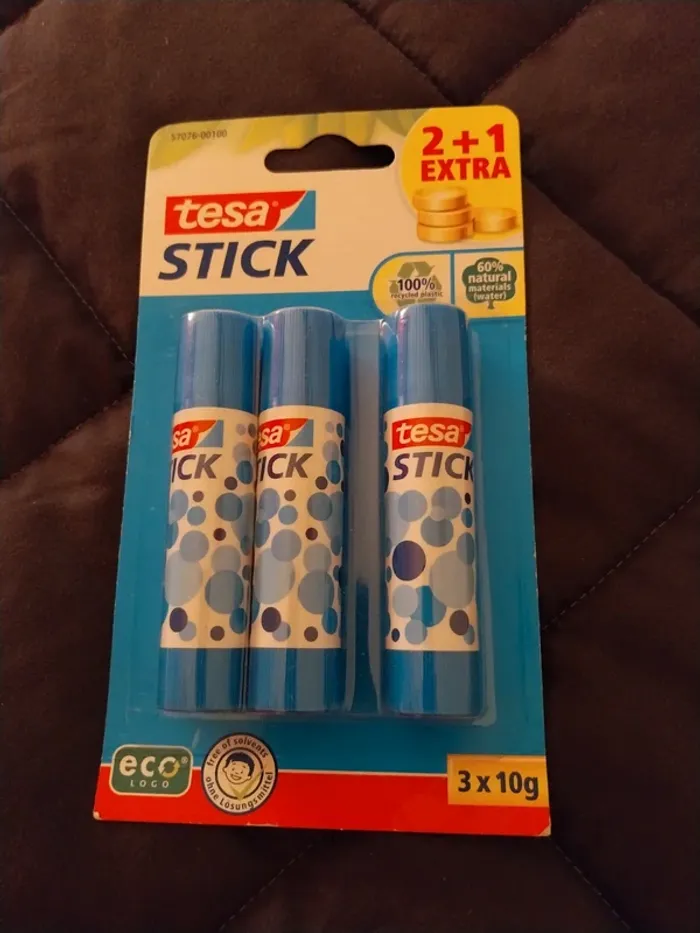 57076-00100
2+1
EXTRA
tesa®
STICK
100%
recycled plastic
60%
natural
materials
(water)
sa®
ICK
sa®
ICK
tesa®
STICK
eco®
LOGO
free of solvents
ohne Lösungsmittel
3 x 10g